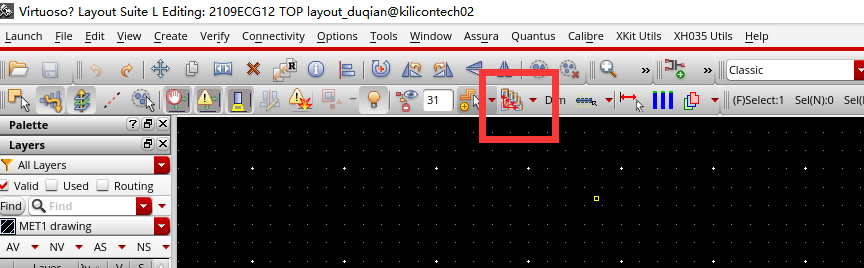 Virtuoso? Layout Suite L Editing: 2109ECG12 TOP layout_duqian@kilicontech02
Launch File Edit View Create Verify Connectivity Options Tools Window Assura Quantus Calibre XKit Utils XH035 Utils Help
» » Classic
31 (F)Select:1 Sel(N):0 Sel(
Palette ?
Layers
All Layers
Valid Used Routing
Find Find
MET1 drawing
AV NV AS NS
Layer V S